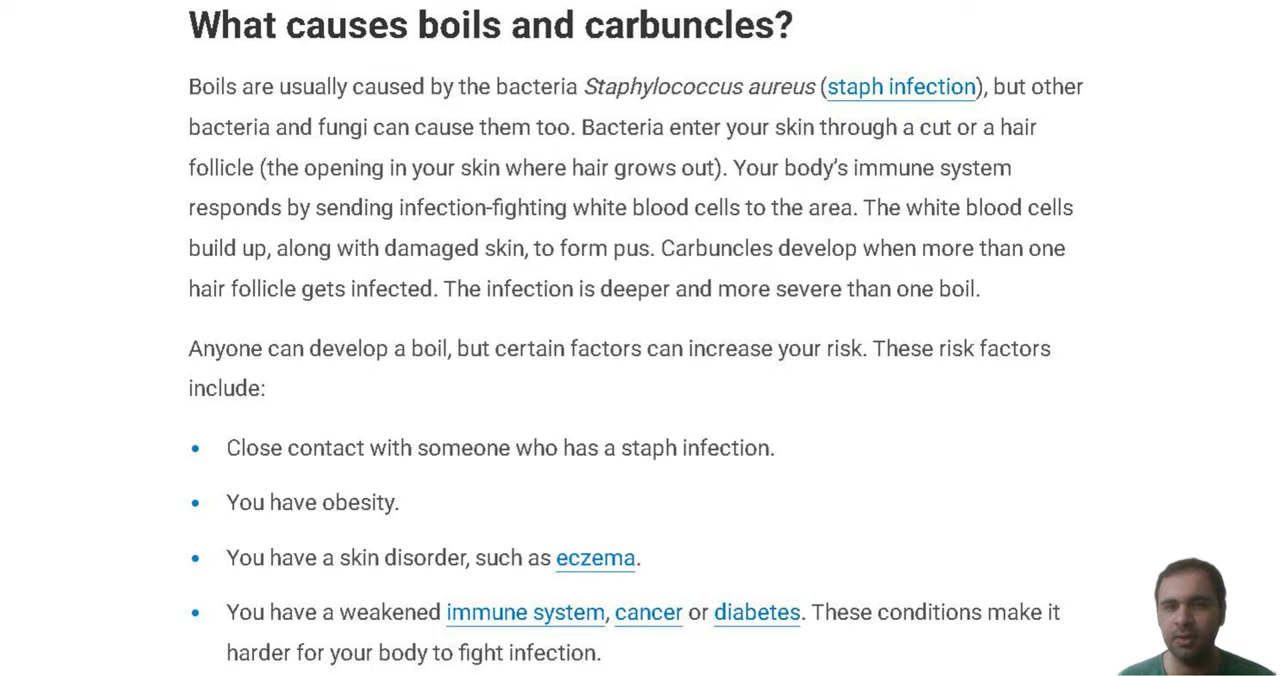 What causes boils and carbuncles?
Boils are usually caused by the bacteria Staphylococcus aureus (staph infection), but other
bacteria and fungi can cause them too. Bacteria enter your skin through a cut or a hair
follicle (the opening in your skin where hair grows out). Your body’s immune system
responds by sending infection-fighting white blood cells to the area. The white blood cells
build up, along with damaged skin, to form pus. Carbuncles develop when more than one
hair follicle gets infected. The infection is deeper and more severe than one boil.
Anyone can develop a boil, but certain factors can increase your risk. These risk factors
include:
• Close contact with someone who has a staph infection.
• You have obesity.
• You have a skin disorder, such as eczema.
• You have a weakened immune system, cancer or diabetes. These conditions make it
harder for your body to fight infection.